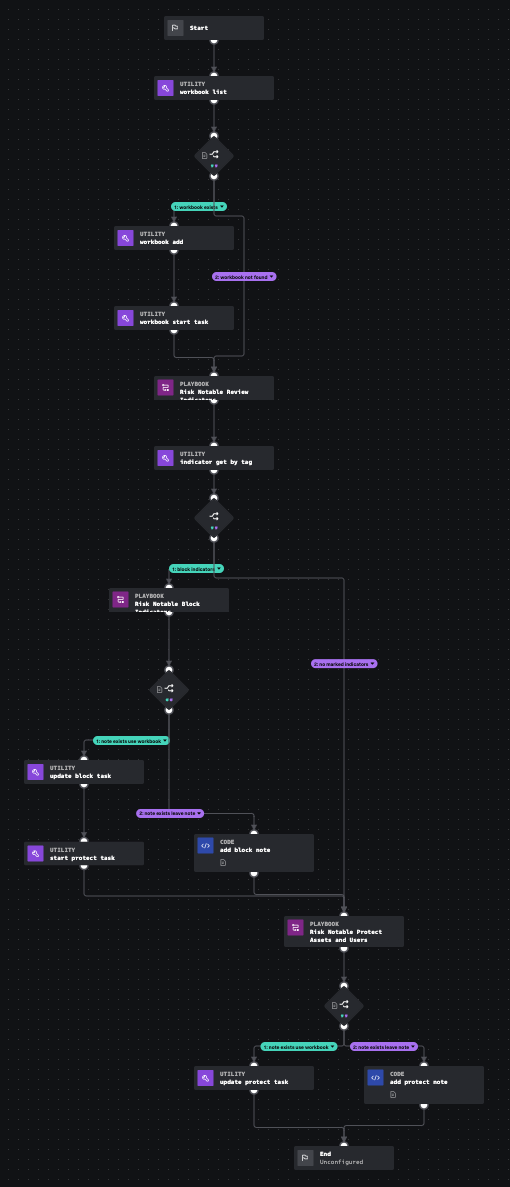 Start
UTILITY
workbook list
1: workbook exists
UTILITY
workbook add
2: workbook not found
UTILITY
workbook start task
PLAYBOOK
Risk Notable Review
Indicators
UTILITY
indicator get by tag
1: block indicators
PLAYBOOK
Risk Notable Block
Indicators
2: no marked indicators
1: note exists use workbook
UTILITY
update block task
2: note exists leave note
CODE
add block note
UTILITY
start protect task
PLAYBOOK
Risk Notable Protect
Assets and Users
1: note exists use workbook
2: note exists leave note
UTILITY
update protect task
CODE
add protect note
End
Unconfigured